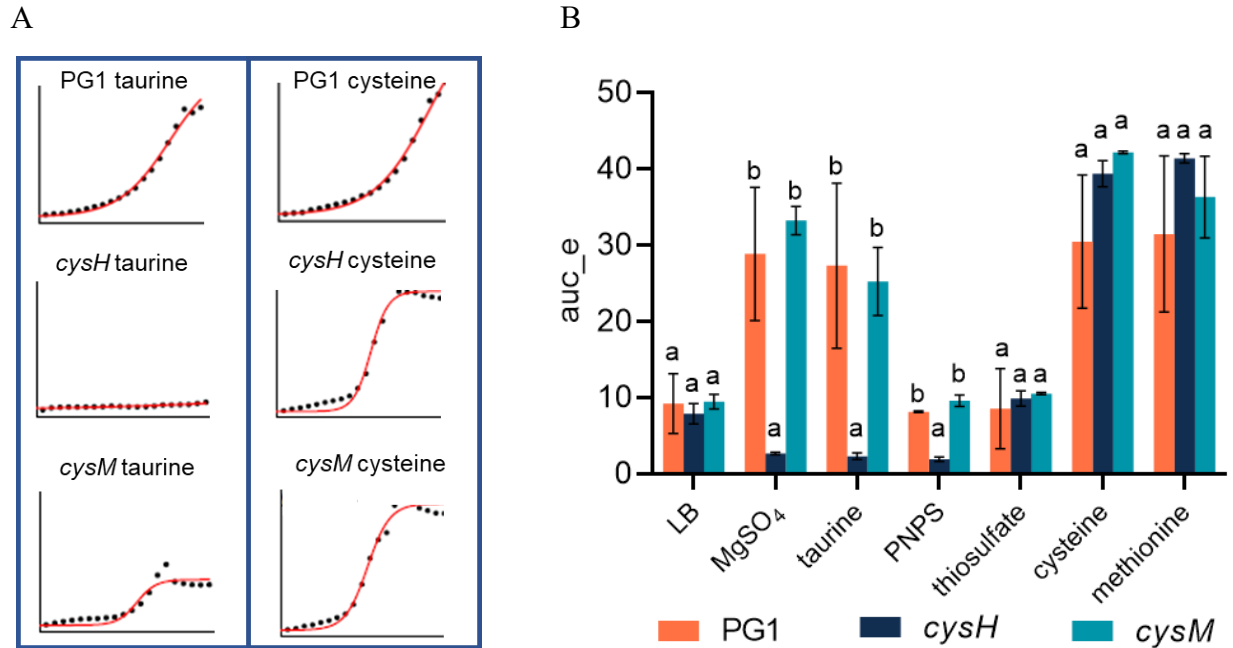 A
B
PG1 taurine
PG1 cysteine
cysH taurine
cysH cysteine
cysM taurine
cysM cysteine
auc_e
50
40
30
20
10
0
a a a
b a b
b a b
b a b
a a a
a a a
a a a
LB
MgSO₄
taurine
PNPS
thiosulfate
cysteine
methionine
PG1
cysH
cysM